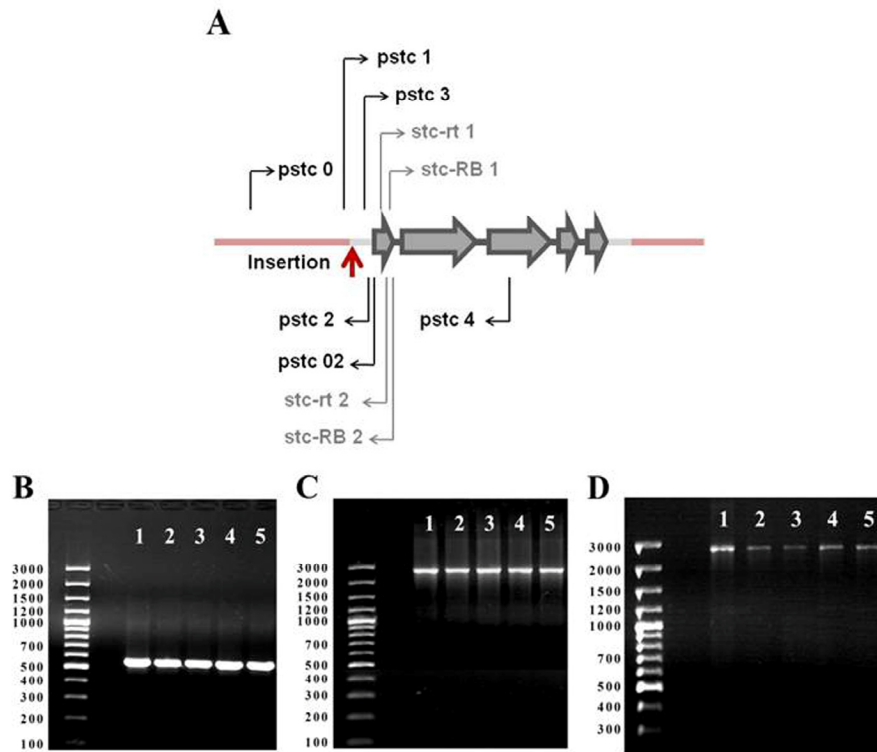 A
pstc 1
pstc 3
stc-rt 1
pstc 0
stc-RB 1
Insertion
pstc 2
pstc 4
pstc 02
stc-rt 2
stc-RB 2
B
1 2 3 4 5
3000
2000
1500
1200
1000
700
500
400
300
200
100
C
1 2 3 4 5
3000
2000
1500
1200
1000
700
500
400
300
200
100
D
1 2 3 4 5
3000
2000
1500
1200
1000
700
500
400
300